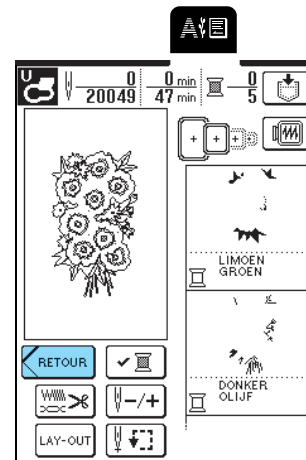 A
U
0 0 min 0
20049 47 min 5
LIMOEN
GROEN
RETOUR
DONKER
OLIJF
-/+
LAY-OUT